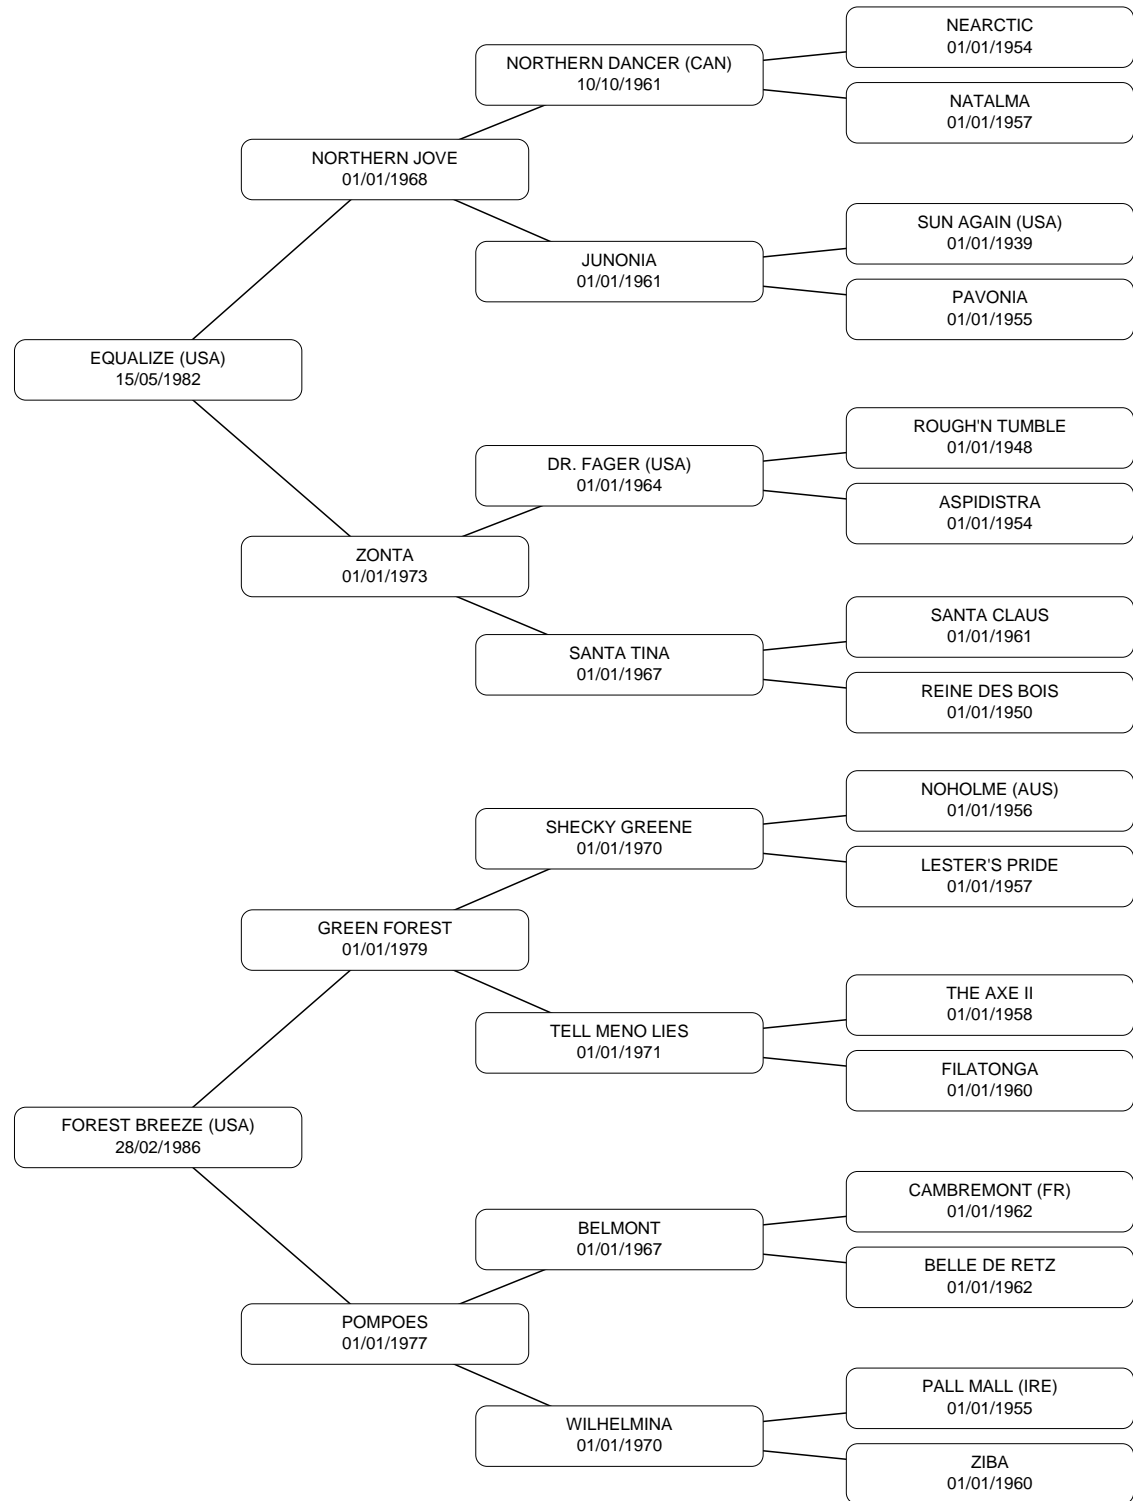 NEARCTIC
01/01/1954
NORTHERN DANCER (CAN)
10/10/1961
NATALMA
01/01/1957
NORTHERN JOVE
01/01/1968
SUN AGAIN (USA)
01/01/1939
JUNONIA
01/01/1961
PAVONIA
01/01/1955
EQUALIZE (USA)
15/05/1982
ROUGH'N TUMBLE
01/01/1948
DR. FAGER (USA)
01/01/1964
ASPIDISTRA
01/01/1954
ZONTA
01/01/1973
SANTA CLAUS
01/01/1961
SANTA TINA
01/01/1967
REINE DES BOIS
01/01/1950
NOHOLME (AUS)
01/01/1956
SHECKY GREENE
01/01/1970
LESTER'S PRIDE
01/01/1957
GREEN FOREST
01/01/1979
THE AXE II
01/01/1958
TELL MENO LIES
01/01/1971
FILATONGA
01/01/1960
FOREST BREEZE (USA)
28/02/1986
CAMBREMONT (FR)
01/01/1962
BELMONT
01/01/1967
BELLE DE RETZ
01/01/1962
POMPOES
01/01/1977
PALL MALL (IRE)
01/01/1955
WILHELMINA
01/01/1970
ZIBA
01/01/1960